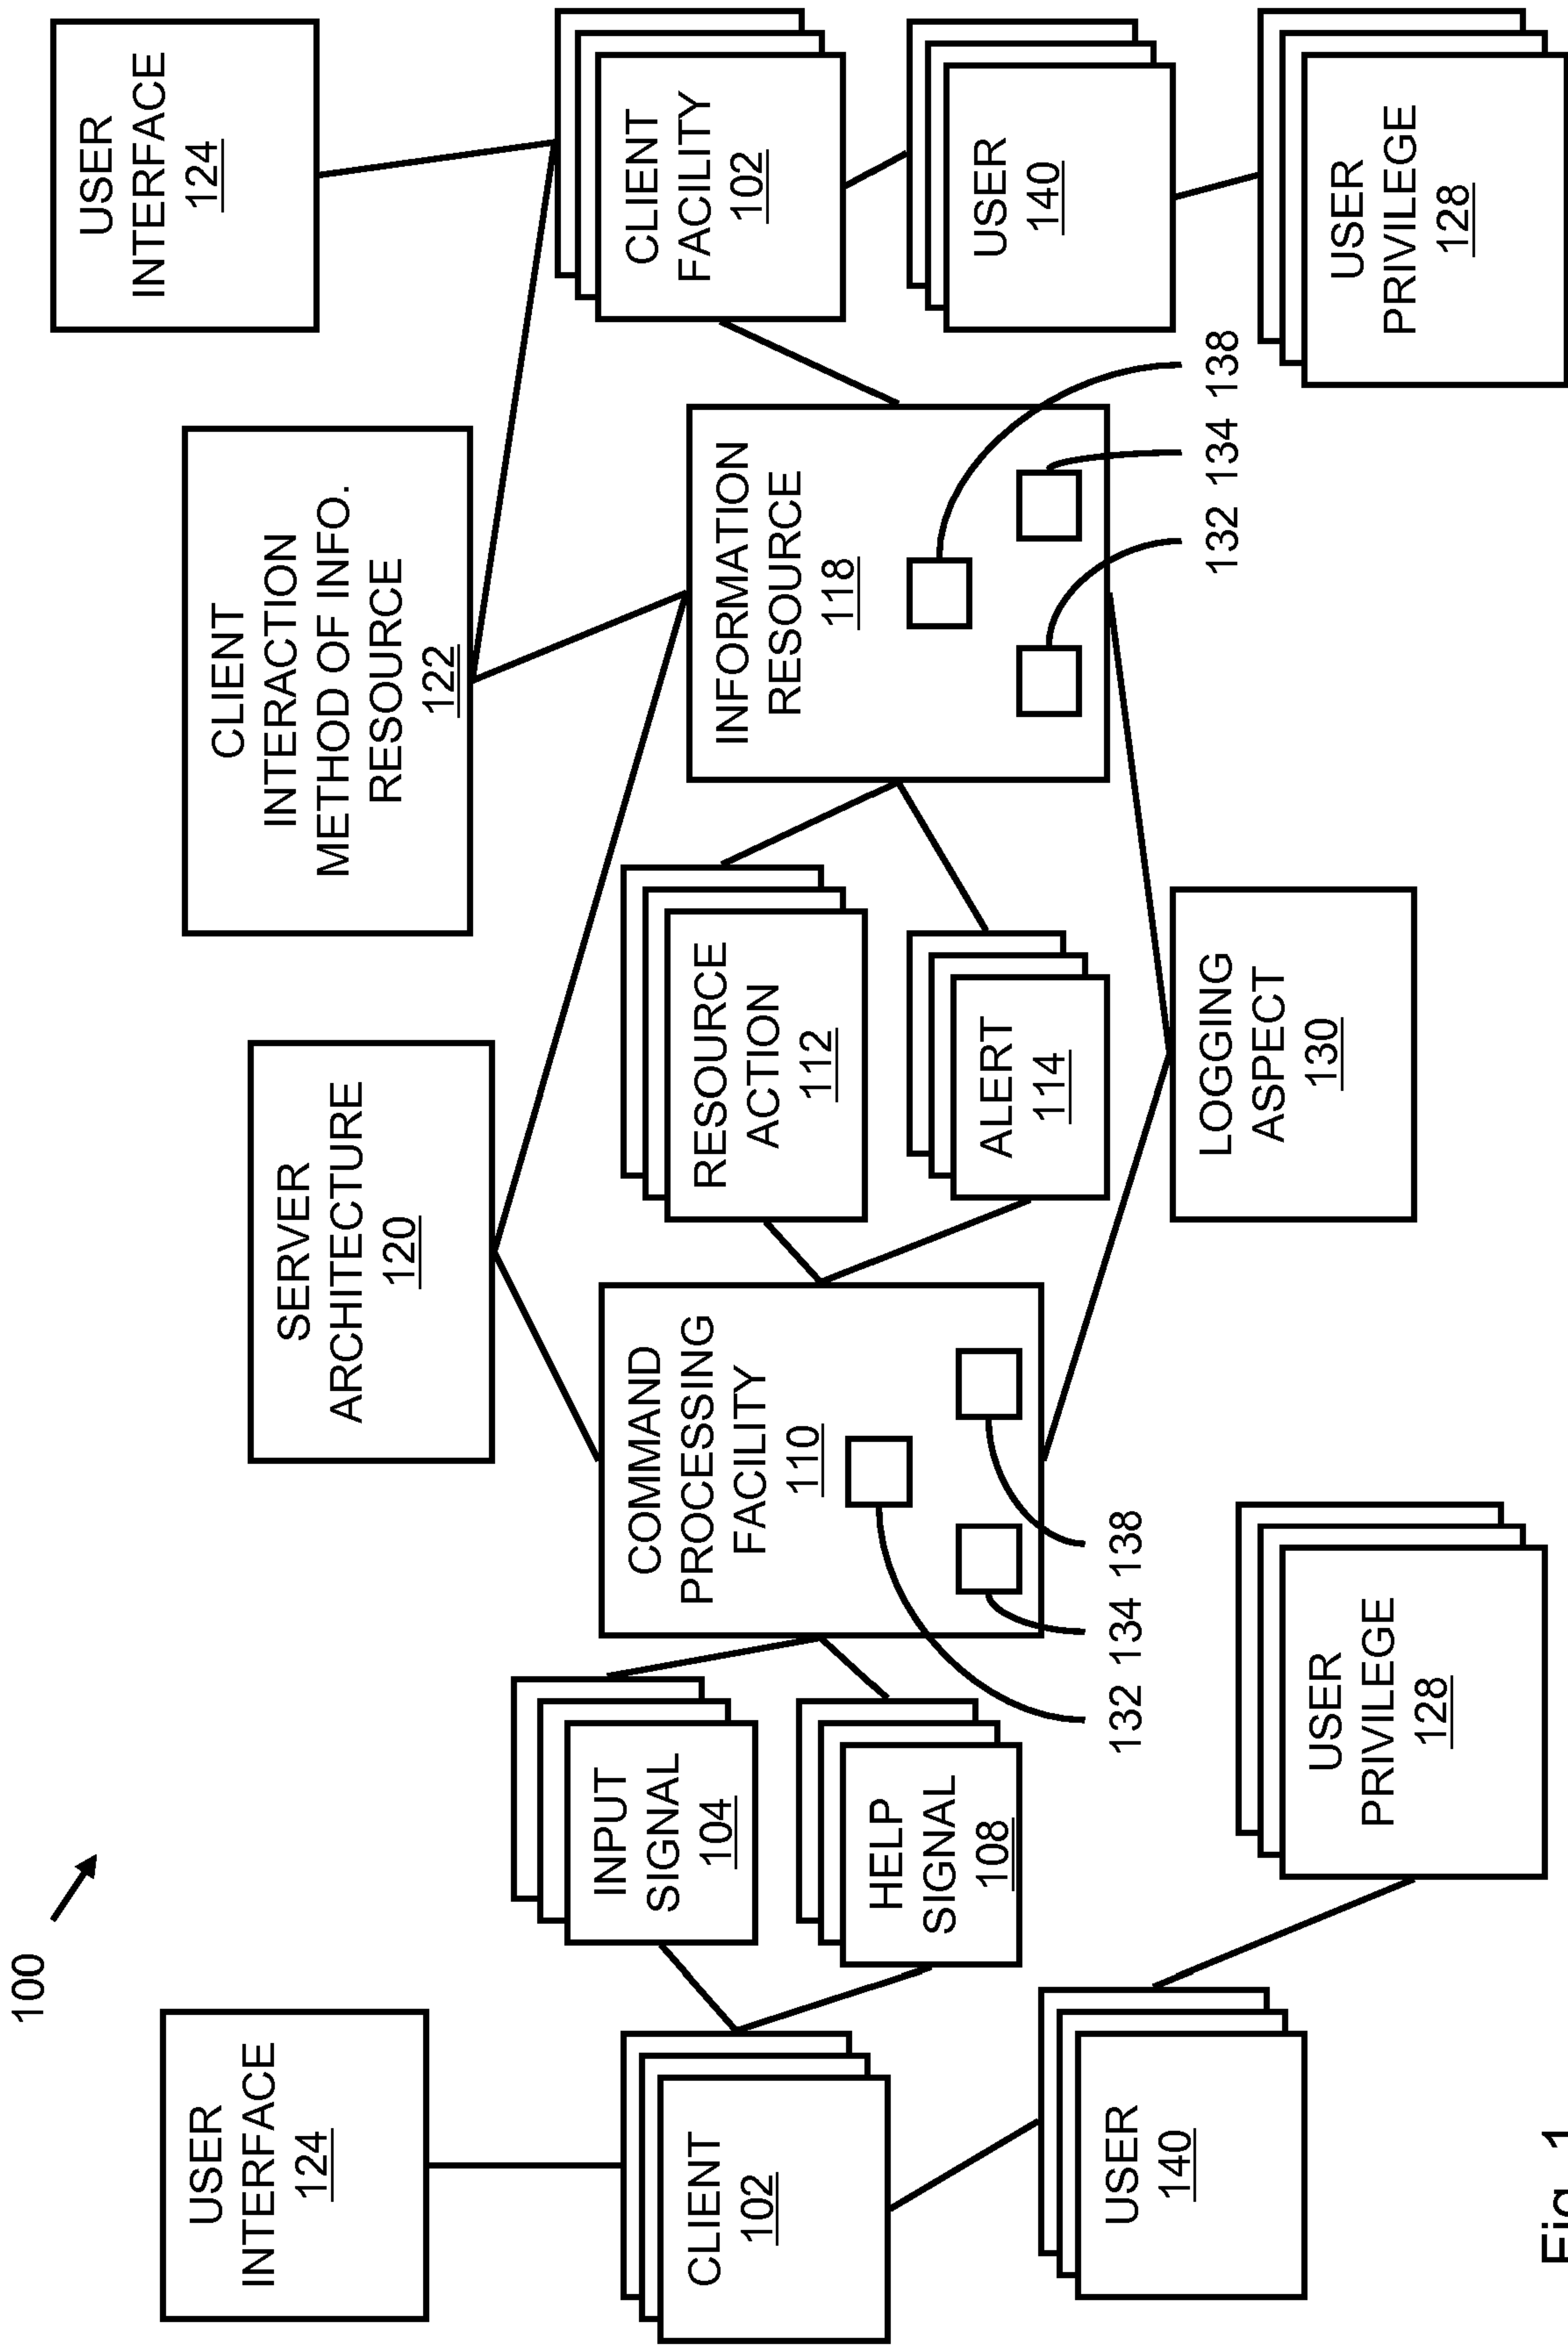 100
USER
INTERFACE
124
SERVER
ARCHITECTURE
120
CLIENT
INTERACTION
METHOD OF INFO.
RESOURCE
122
USER
INTERFACE
124
CLIENT
102
INPUT
SIGNAL
104
HELP
SIGNAL
108
COMMAND
PROCESSING
FACILITY
110
132
134
138
RESOURCE
ACTION
112
ALERT
114
INFORMATION
RESOURCE
118
132
134
138
CLIENT
FACILITY
102
USER
140
USER
PRIVILEGE
128
LOGGING
ASPECT
130
USER
140
USER
PRIVILEGE
128
Fig. 1